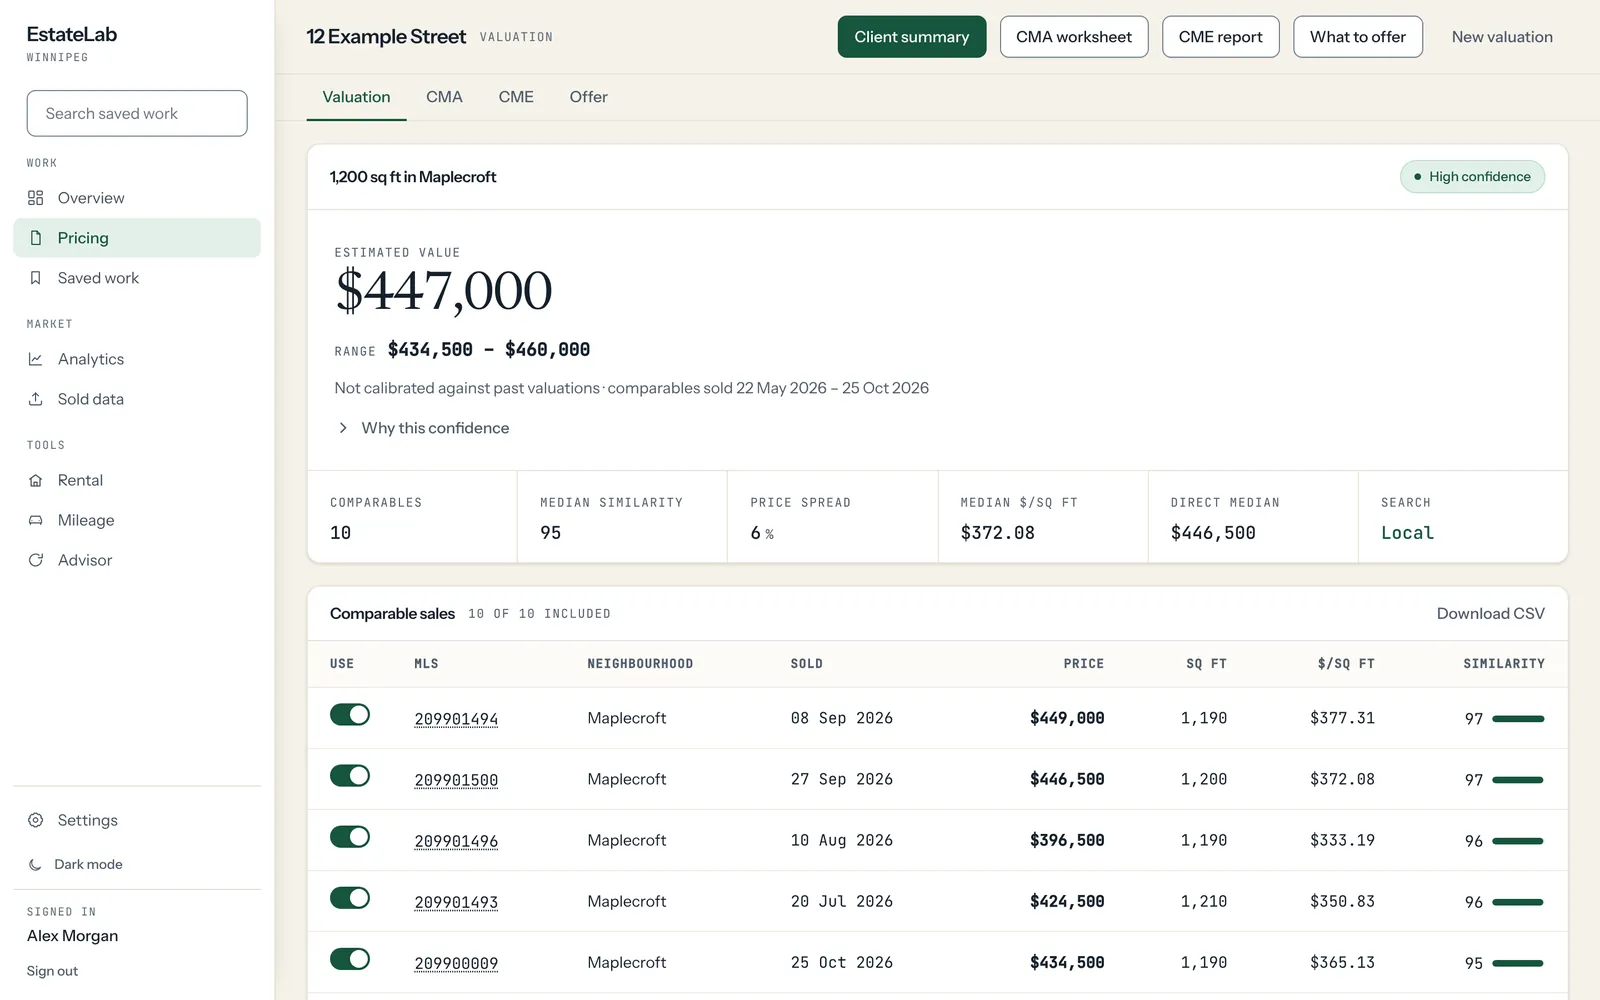 EstateLab
WINNIPEG
Search saved work
WORK
Overview
Pricing
Saved work
MARKET
Analytics
Sold data
TOOLS
Rental
Mileage
Advisor
Settings
Dark mode
SIGNED IN
Alex Morgan
Sign out
12 Example Street VALUATION
Client summary CMA worksheet CME report What to offer New valuation
Valuation CMA CME Offer
1,200 sq ft in Maplecroft High confidence
ESTIMATED VALUE
$447,000
RANGE $434,500 – $460,000
Not calibrated against past valuations · comparables sold 22 May 2026 – 25 Oct 2026
Why this confidence
COMPARABLES MEDIAN SIMILARITY PRICE SPREAD MEDIAN $/SQ FT DIRECT MEDIAN SEARCH
10 95 6 % $372.08 $446,500 Local
Comparable sales 10 OF 10 INCLUDED Download CSV
USE MLS NEIGHBOURHOOD SOLD PRICE SQ FT $/SQ FT SIMILARITY
209901494 Maplecroft 08 Sep 2026 $449,000 1,190 $377.31 97
209901500 Maplecroft 27 Sep 2026 $446,500 1,200 $372.08 97
209901496 Maplecroft 10 Aug 2026 $396,500 1,190 $333.19 96
209901493 Maplecroft 20 Jul 2026 $424,500 1,210 $350.83 96
209900009 Maplecroft 25 Oct 2026 $434,500 1,190 $365.13 95